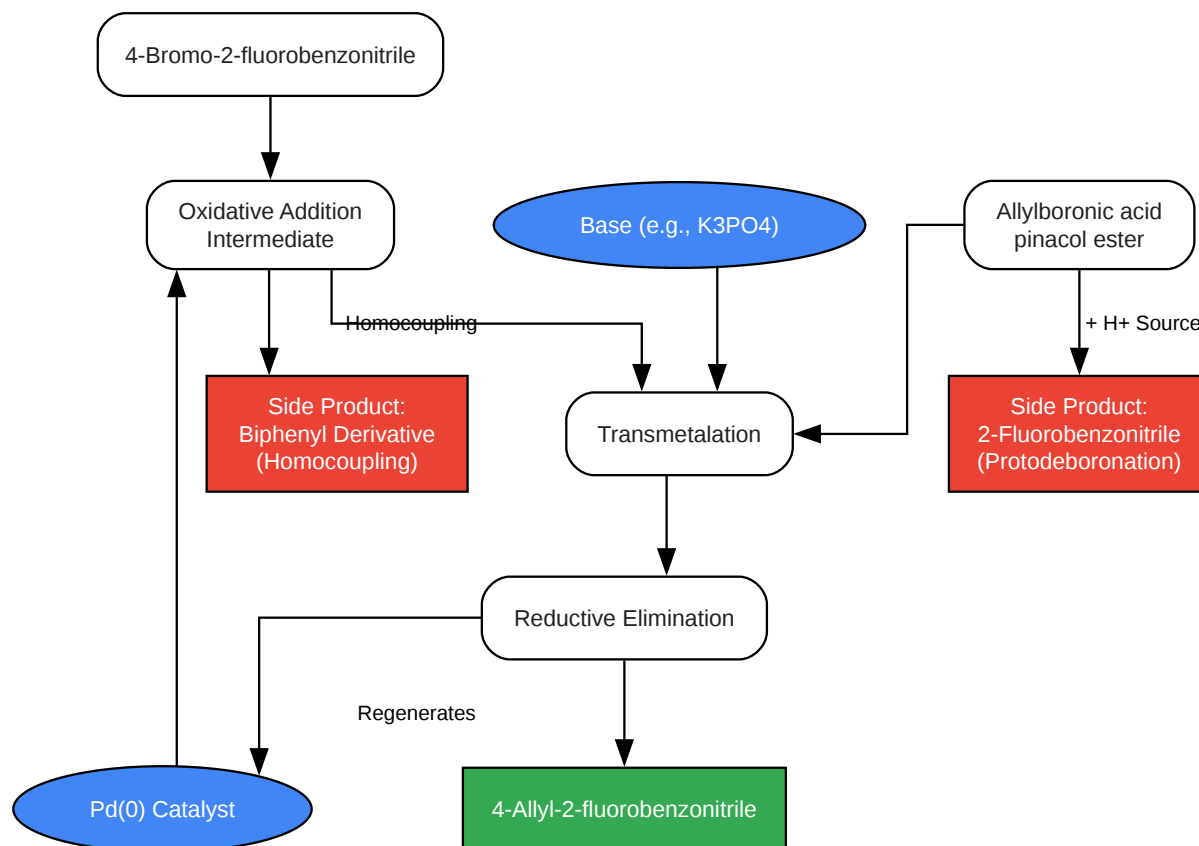 4-Bromo-2-fluorobenzonitrile
Oxidative Addition
Intermediate
Base (e.g., K3PO4)
Allylboronic acid
pinacol ester
Homocoupling
+ H+ Source
Side Product:
Biphenyl Derivative
(Homocoupling)
Transmetalation
Side Product:
2-Fluorobenzonitrile
(Protodeboronation)
Reductive Elimination
Regenerates
Pd(0) Catalyst
4-Allyl-2-fluorobenzonitrile